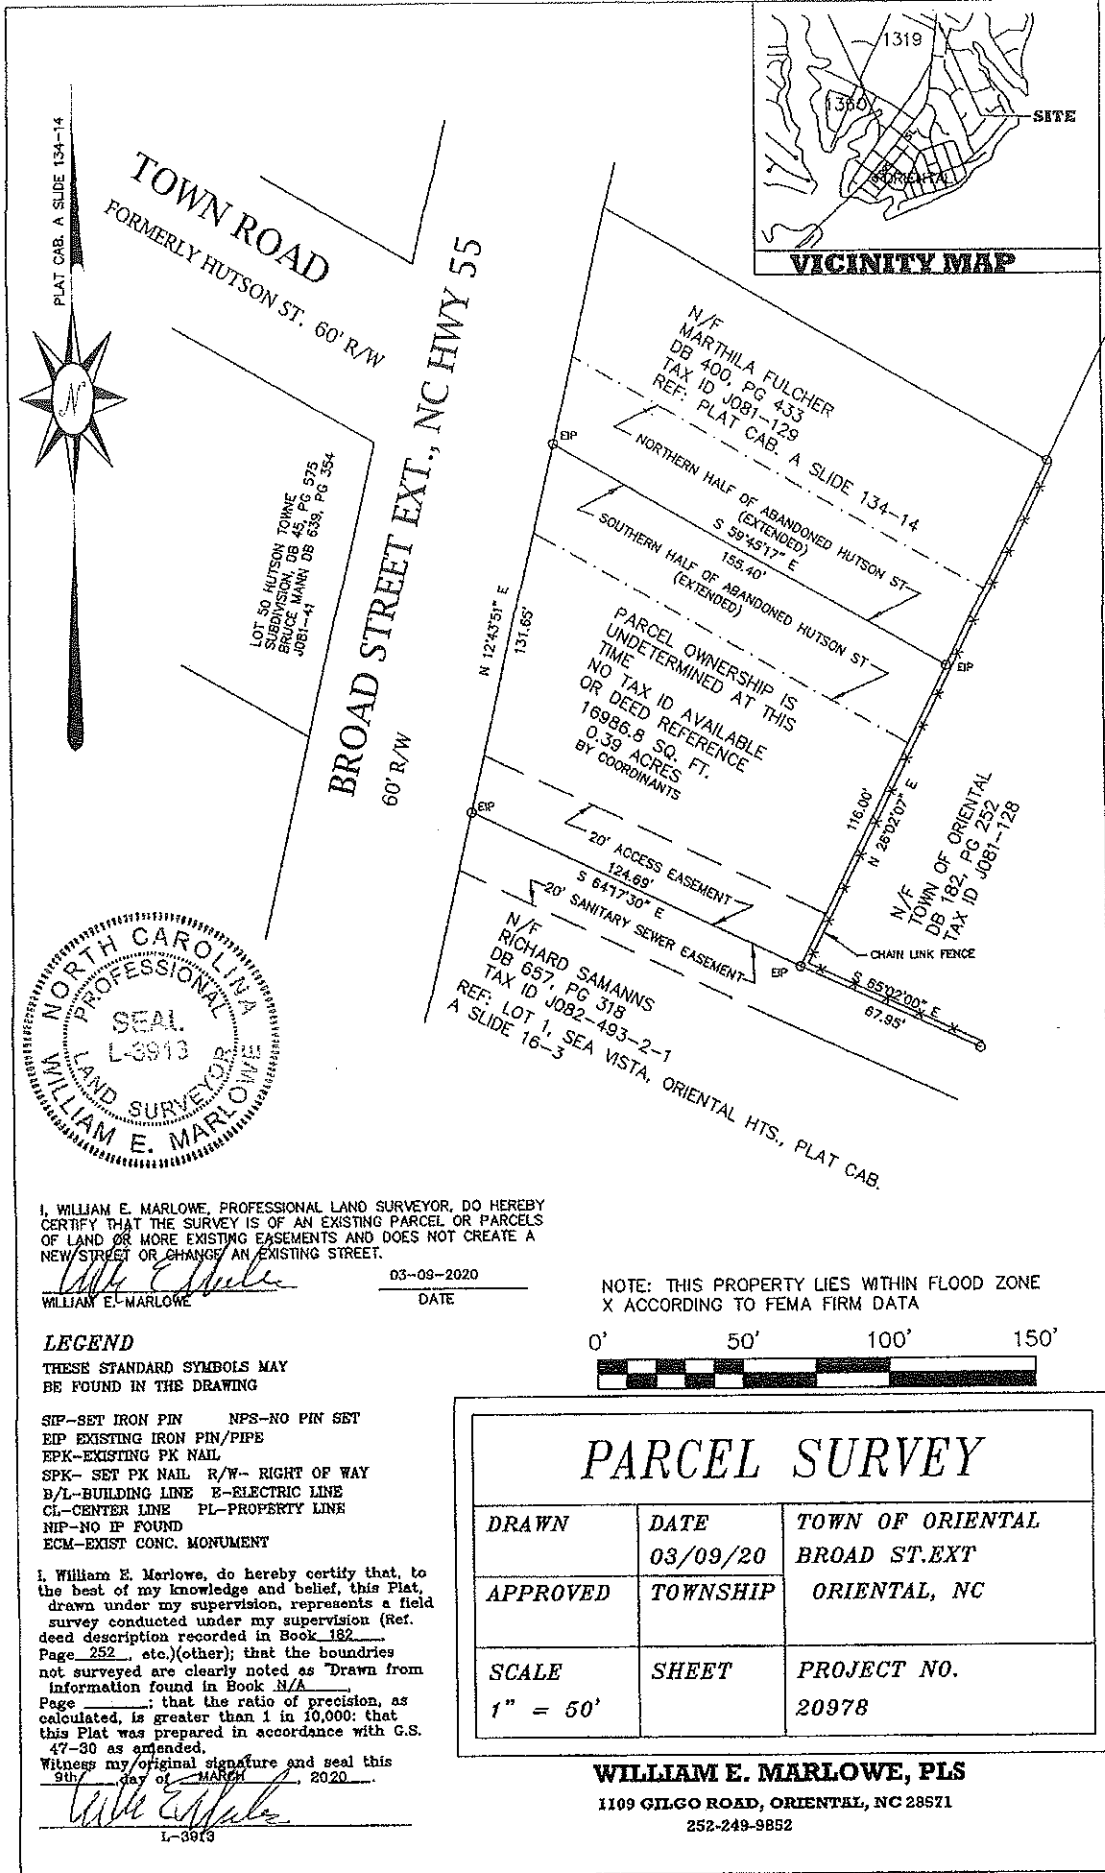 PLAT CAB. A SLIDE 134-14
N
TOWN ROAD
FORMERLY HUTSON ST. 60' R/W
BROAD STREET EXT., NC HWY 55
60' R/W
LOT 50 HUTSON TOWNE
SUBDIVISION, DB 45, PG 575
BRUCE MANN DB 639, PG 354
J081-41
1319
1360
SITE
ORIENTAL
VICINITY MAP
N/F
MARTHILA FULCHER
DB 400, PG 433
TAX ID J081-129
REF: PLAT CAB. A SLIDE 134-14
EIP
NORTHERN HALF OF ABANDONED HUTSON ST
(EXTENDED)
S 59°45'17" E
155.40'
SOUTHERN HALF OF ABANDONED HUTSON ST
(EXTENDED)
EIP
N 12°43'51" E
131.65'
PARCEL OWNERSHIP IS
UNDETERMINED AT THIS
TIME
NO TAX ID AVAILABLE
OR DEED REFERENCE
16986.8 SQ. FT.
0.39 ACRES
BY COORDINANTS
116.00'
N 26°02'07" E
N/F
TOWN OF ORIENTAL
DB 182, PG 252
TAX ID J081-128
EIP
20' ACCESS EASEMENT
124.69'
S 64°17'30" E
20' SANITARY SEWER EASEMENT
EIP
CHAIN LINK FENCE
S 65°02'00" E
67.95'
N/F
RICHARD SAMANNS
DB 657, PG 318
TAX ID J082-493-2-1
REF: LOT 1, SEA VISTA, ORIENTAL HTS., PLAT CAB.
A SLIDE 16-3
NORTH CAROLINA
PROFESSIONAL
SEAL
L-3913
LAND SURVEYOR
WILLIAM E. MARLOWE
I, WILLIAM E. MARLOWE, PROFESSIONAL LAND SURVEYOR, DO HEREBY
CERTIFY THAT THE SURVEY IS OF AN EXISTING PARCEL OR PARCELS
OF LAND OR MORE EXISTING EASEMENTS AND DOES NOT CREATE A
NEW STREET OR CHANGE AN EXISTING STREET.
03-09-2020
WILLIAM E. MARLOWE
DATE
NOTE: THIS PROPERTY LIES WITHIN FLOOD ZONE
X ACCORDING TO FEMA FIRM DATA
0' 50' 100' 150'
LEGEND
THESE STANDARD SYMBOLS MAY
BE FOUND IN THE DRAWING
SIP-SET IRON PIN NPS-NO PIN SET
EIP EXISTING IRON PIN/PIPE
EPK-EXISTING PK NAIL
SPK- SET PK NAIL R/W- RIGHT OF WAY
B/L-BUILDING LINE E-ELECTRIC LINE
CL-CENTER LINE PL-PROPERTY LINE
NIP-NO IP FOUND
ECM-EXIST CONC. MONUMENT
I, William E. Marlowe, do hereby certify that, to
the best of my knowledge and belief, this Plat,
drawn under my supervision, represents a field
survey conducted under my supervision (Ref.
deed description recorded in Book 182,
Page 252, etc.)(other); that the boundries
not surveyed are clearly noted as "Drawn from
information found in Book N/A,
Page ____; that the ratio of precision, as
calculated, is greater than 1 in 10,000: that
this Plat was prepared in accordance with G.S.
47-30 as amended.
Witness my original signature and seal this
9th day of MARCH, 2020.
L-3913
PARCEL SURVEY
DRAWN
DATE
03/09/20
TOWN OF ORIENTAL
BROAD ST.EXT
ORIENTAL, NC
APPROVED
TOWNSHIP
SCALE
1" = 50'
SHEET
PROJECT NO.
20978
WILLIAM E. MARLOWE, PLS
1109 GILGO ROAD, ORIENTAL, NC 28571
252-249-9852